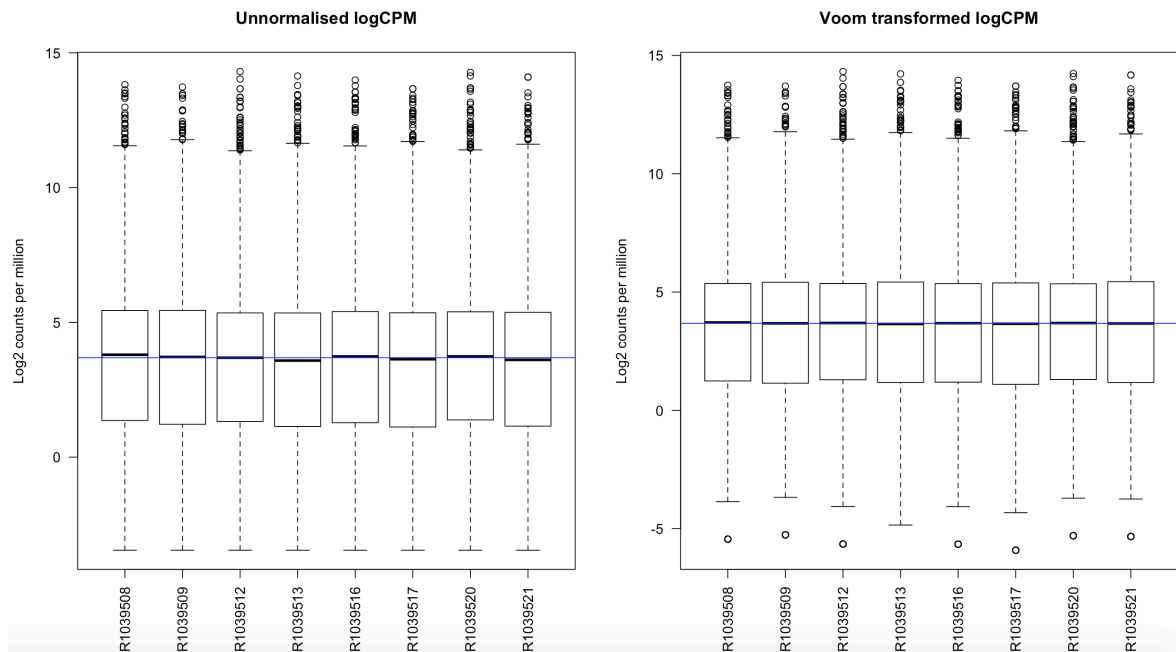 Unnormalised logCPM
Log2 counts per million
15
10
5
0
R1039508
R1039509
R1039512
R1039513
R1039516
R1039517
R1039520
R1039521
Voom transformed logCPM
Log2 counts per million
15
10
5
0
-5
R1039508
R1039509
R1039512
R1039513
R1039516
R1039517
R1039520
R1039521